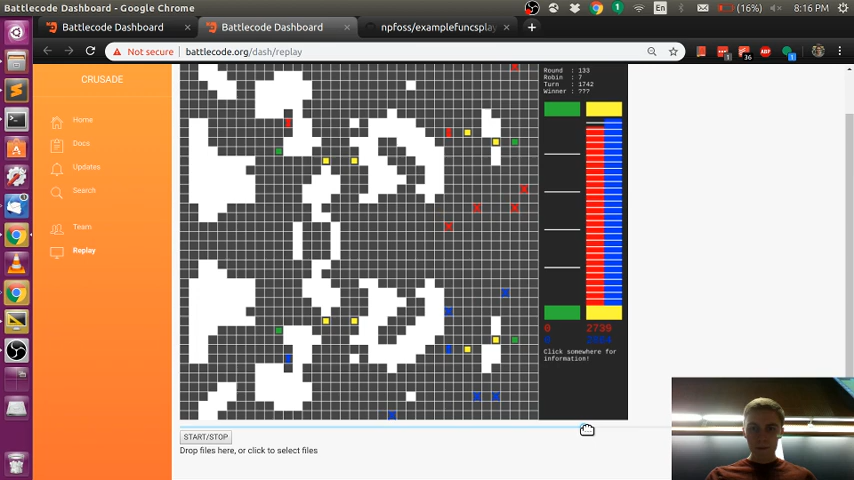 Battlecode Dashboard - Google Chrome
En
(16%)
8:16 PM
Battlecode Dashboard
Battlecode Dashboard
npfoss/examplefuncsplay
Not secure
battlecode.org/dash/replay
CRUSADE
Home
Docs
Updates
Search
Team
Replay
Round : 133
Robin : 7
Turn : 1742
Winner : ???
0 2739
0
Click somewhere for
information!
START/STOP
Drop files here, or click to select files